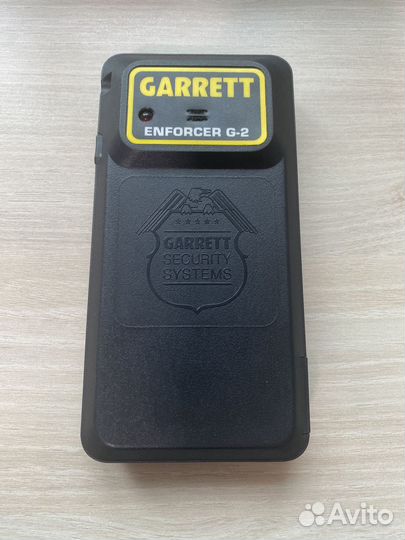 GARRETT
ENFORCER G-2
GARRETT
SECURITY
SYSTEMS
Avito